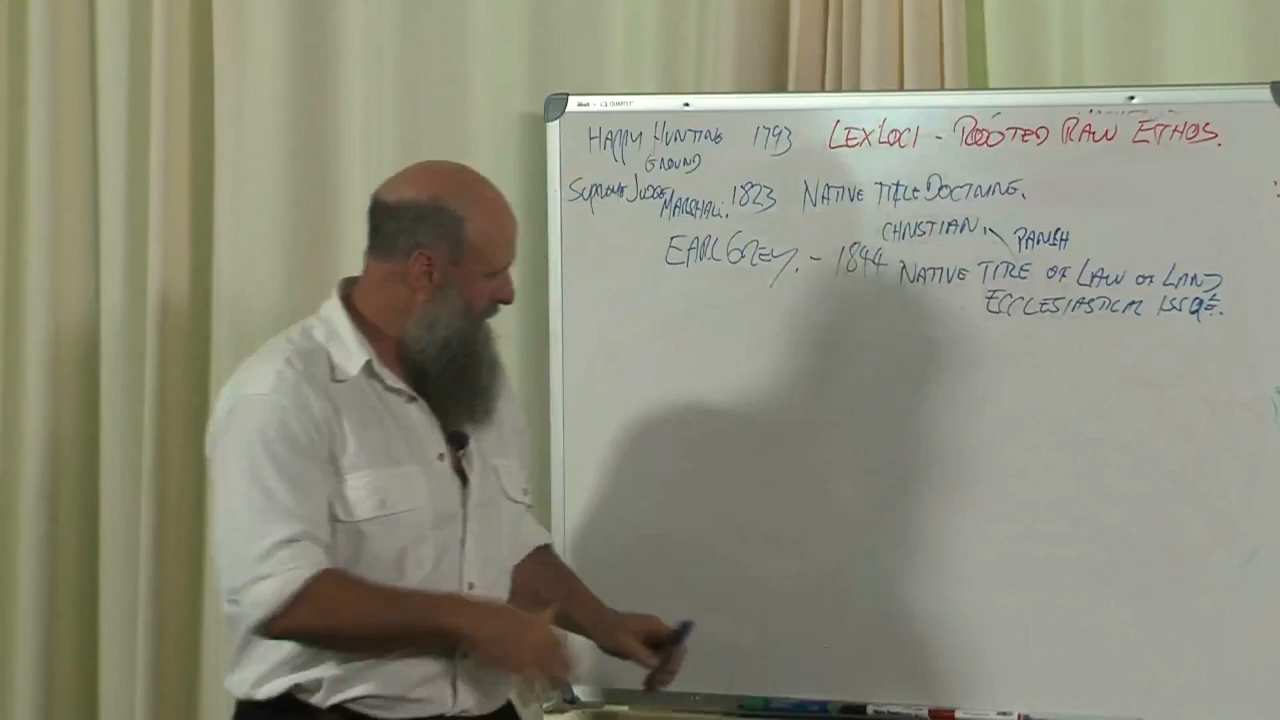 HAPPY HUNTING 1793 LEX LOCI - ROOTED RAW ETHOS.
GROUND
SUPREME JUDGE MARSHALL. 1823 NATIVE TITLE DOCTRINE.
CHRISTIAN. PARISH
EARL GREY. - 1844 NATIVE TITLE OF LAW OF LAND
ECCLESIASTICAL ISSUE.